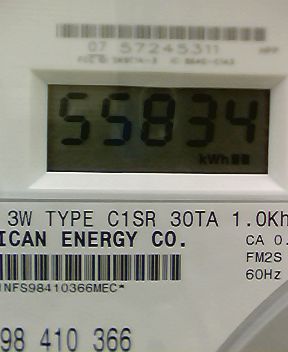 07 57245311
55834
kWh
3W TYPE C1SR 30TA 1.0Kh
ICAN ENERGY CO.
CA 0.
FM2S
60Hz
NFS98410366MEC*
98 410 366